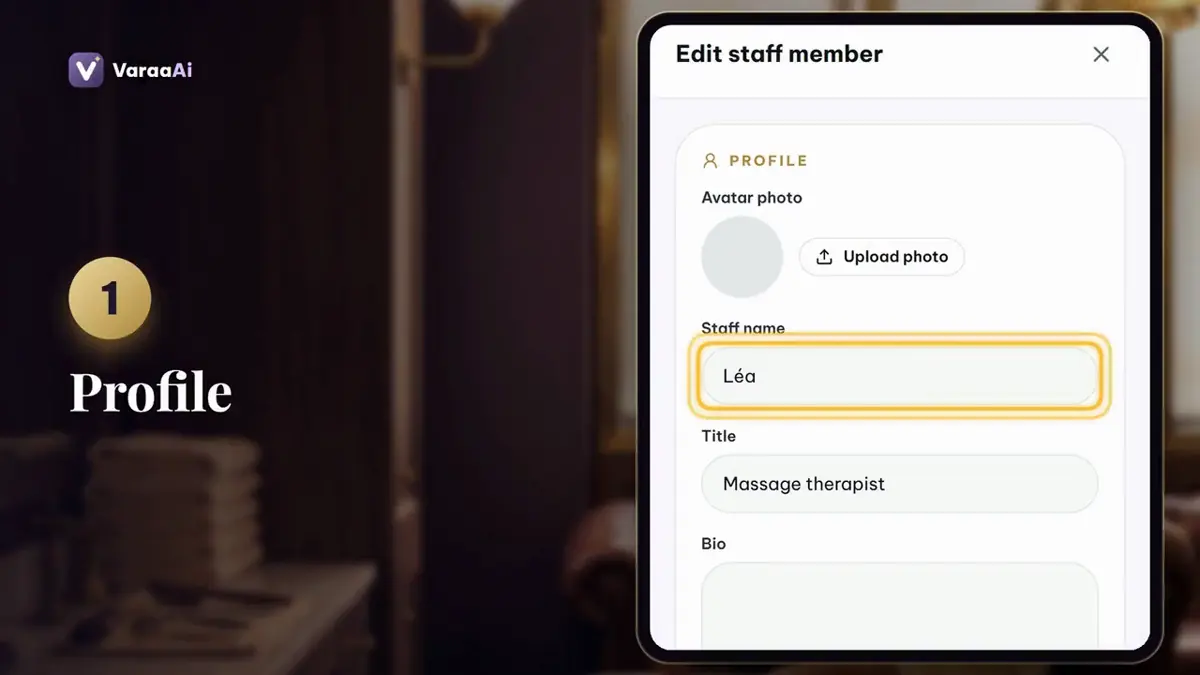 VaraaAi
1
Profile
Edit staff member
PROFILE
Avatar photo
Upload photo
Staff name
Léa
Title
Massage therapist
Bio